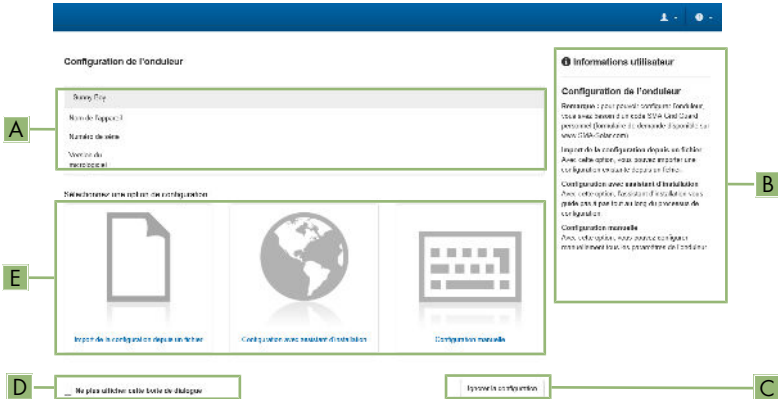 Configuration de l'onduleur
A
Sunny Boy
Nom de l'appareil
Numéro de série
Version du
micrologiciel
Sélectionnez une option de configuration
E
Import de la configuration depuis un fichier
Configuration avec assistant d'installation
Configuration manuelle
D
Ne plus afficher cette boîte de dialogue
Ignorer la configuration
C
Informations utilisateur
B
Configuration de l'onduleur
Remarque : pour pouvoir configurer l'onduleur,
vous avez besoin d'un code SMA Grid Guard
personnel (formulaire de demande disponible sur
www.SMA-Solar.com)
Import de la configuration depuis un fichier
Avec cette option, vous pouvez importer une
configuration existante depuis un fichier.
Configuration avec assistant d'installation
Avec cette option, l'assistant d'installation vous
guide pas à pas tout au long du processus de
configuration
Configuration manuelle
Avec cette option, vous pouvez configurer
manuellement tous les paramètres de l'onduleur